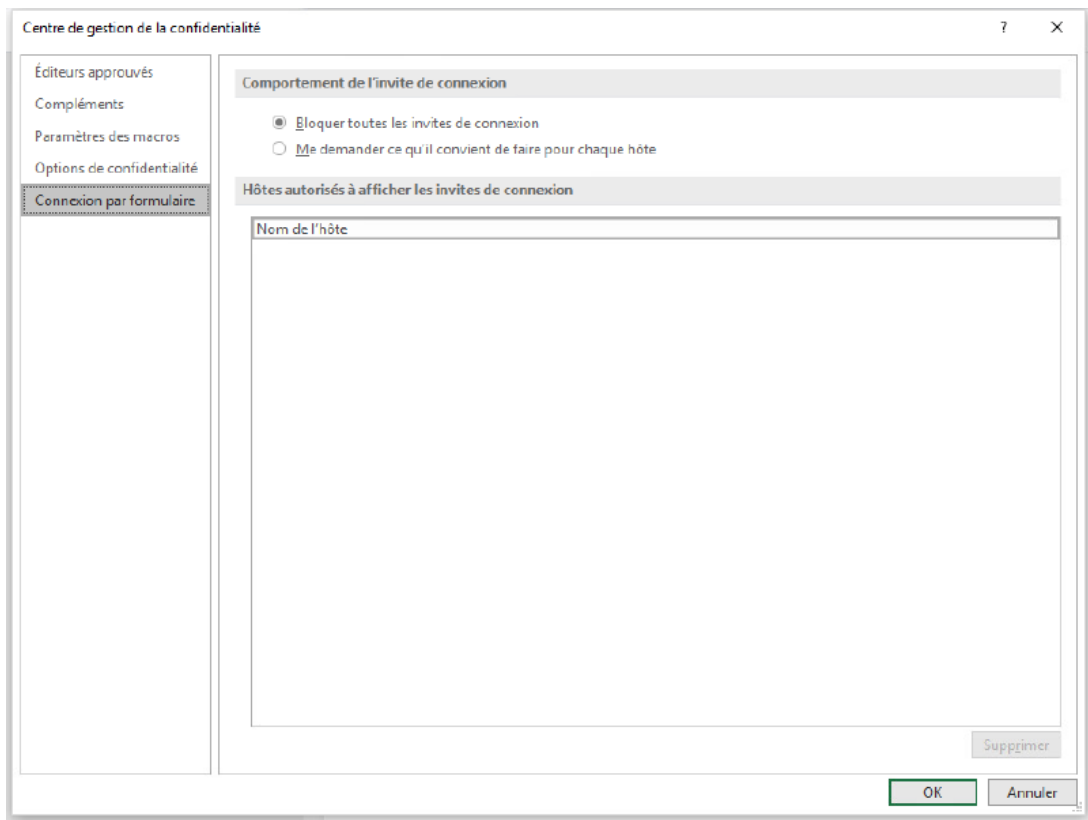 Centre de gestion de la confidentialité
?
Éditeurs approuvés
Compléments
Paramètres des macros
Options de confidentialité
Connexion par formulaire
Comportement de l'invite de connexion
Bloquer toutes les invites de connexion
Me demander ce qu'il convient de faire pour chaque hôte
Hôtes autorisés à afficher les invites de connexion
Nom de l'hôte
Supprimer
OK
Annuler